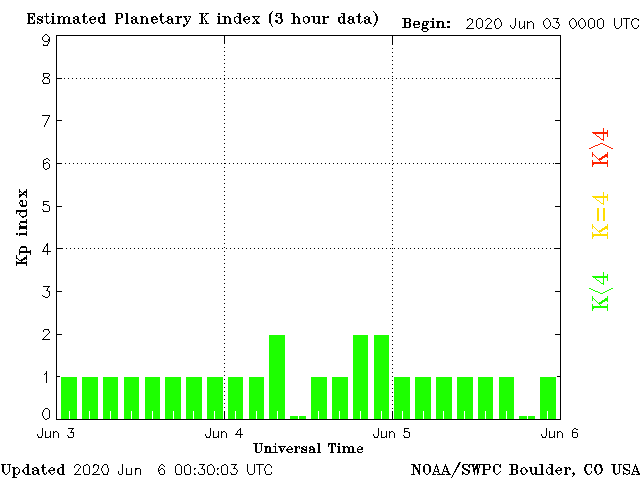 Estimated Planetary K index (3 hour data)
Begin: 2020 Jun 03 0000 UTC
9
8
7
6
5
4
3
2
1
0
Kp index
Jun 3
Jun 4
Jun 5
Jun 6
Universal Time
K>4
K=4
K<4
Updated 2020 Jun 6 00:30:03 UTC
NOAA/SWPC Boulder, CO USA